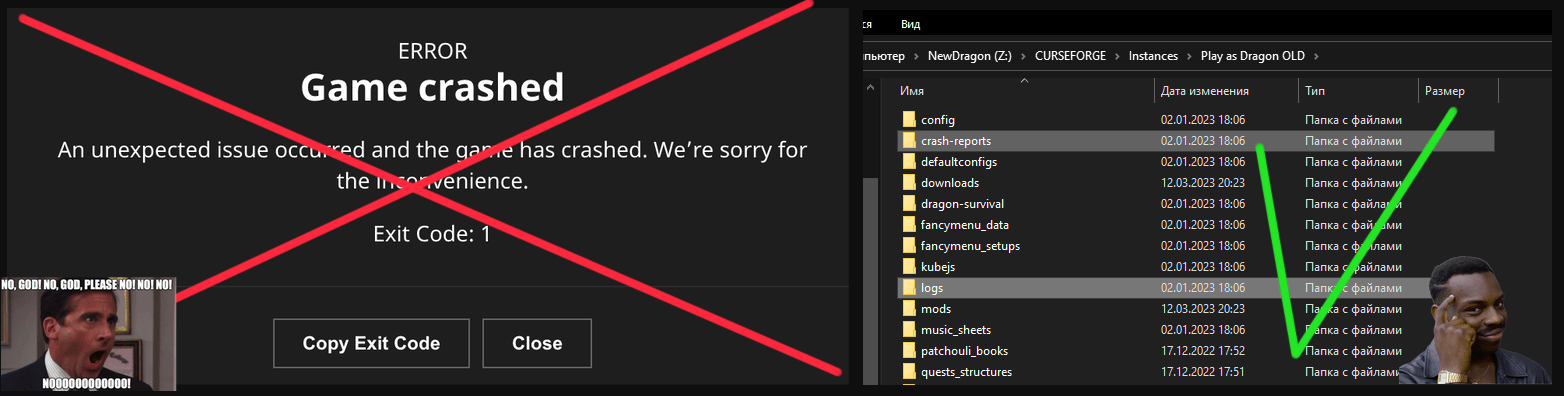 ERROR
Game crashed
An unexpected issue occurred and the game has crashed. We're sorry for
the inconvenience.
Exit Code: 1
Copy Exit Code Close
NO, GOD! NO, GOD, PLEASE NO! NO! NO!
NOOOOOOOOOOOO!
ся Вид
пьютер › NewDragon (Z:) › CURSEFORGE › Instances › Play as Dragon OLD ›
Имя Дата изменения Тип Размер
config 02.01.2023 18:06 Папка с файлами
crash-reports 02.01.2023 18:06 Папка с файлами
defaultconfigs 02.01.2023 18:06 Папка с файлами
downloads 12.03.2023 20:23 Папка с файлами
dragon-survival 02.01.2023 18:06 Папка с файлами
fancymenu_data 02.01.2023 18:06 Папка с файлами
fancymenu_setups 02.01.2023 18:06 Папка с файлами
kubejs 02.01.2023 18:06 Папка с файлами
logs 02.01.2023 18:06 Папка с файлами
mods 12.03.2023 20:23 Папка с файлами
music_sheets 02.01.2023 18:06 Папка с файлами
patchouli_books 17.12.2022 17:52 Папка с файлами
quests_structures 17.12.2022 17:51 Папка с файлами